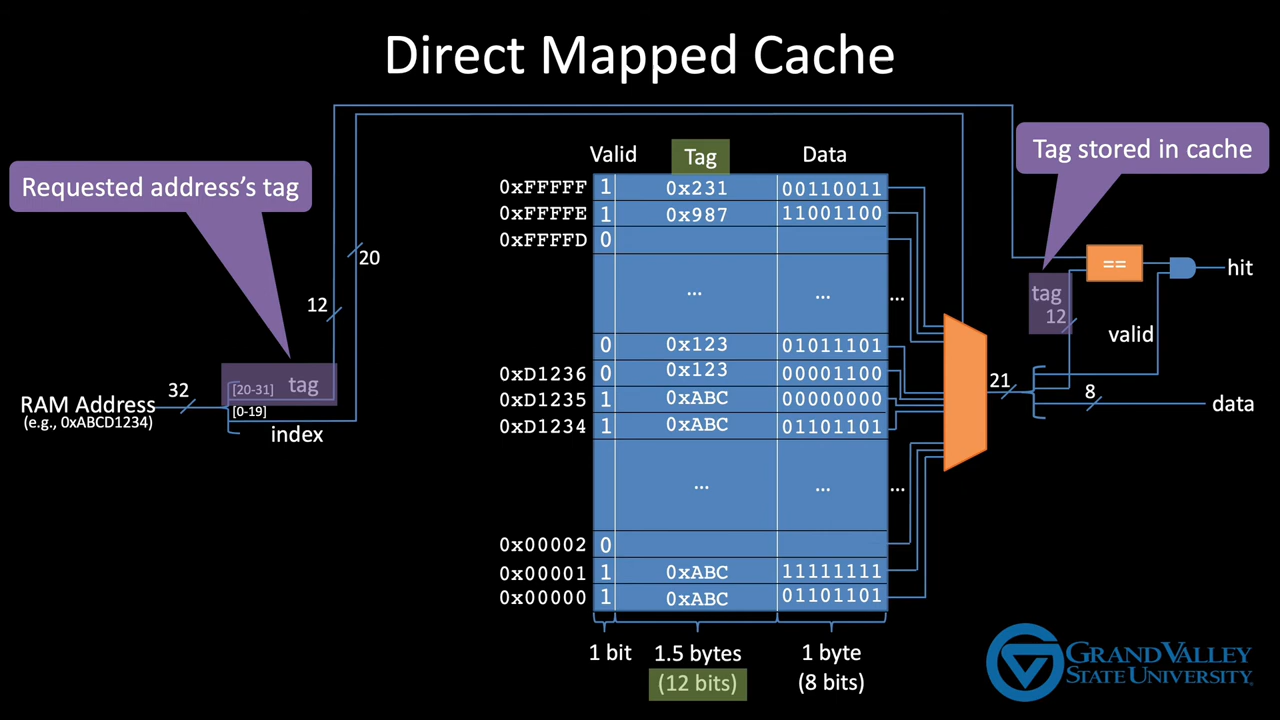 Direct Mapped Cache
Requested address's tag
Tag stored in cache
Valid Tag Data
0xFFFFF 1 0x231 00110011
0xFFFFE 1 0x987 11001100
0xFFFFD 0
... ... ...
0 0x123 01011101
0xD1236 0 0x123 00001100
0xD1235 1 0xABC 00000000
0xD1234 1 0xABC 01101101
... ... ...
0x00002 0
0x00001 1 0xABC 11111111
0x00000 1 0xABC 01101101
1 bit 1.5 bytes 1 byte
(12 bits) (8 bits)
20
12
32
[20-31] tag
[0-19]
index
RAM Address
(e.g., 0xABCD1234)
== hit
tag
12
valid
21
8
data
GRAND VALLEY
STATE UNIVERSITY